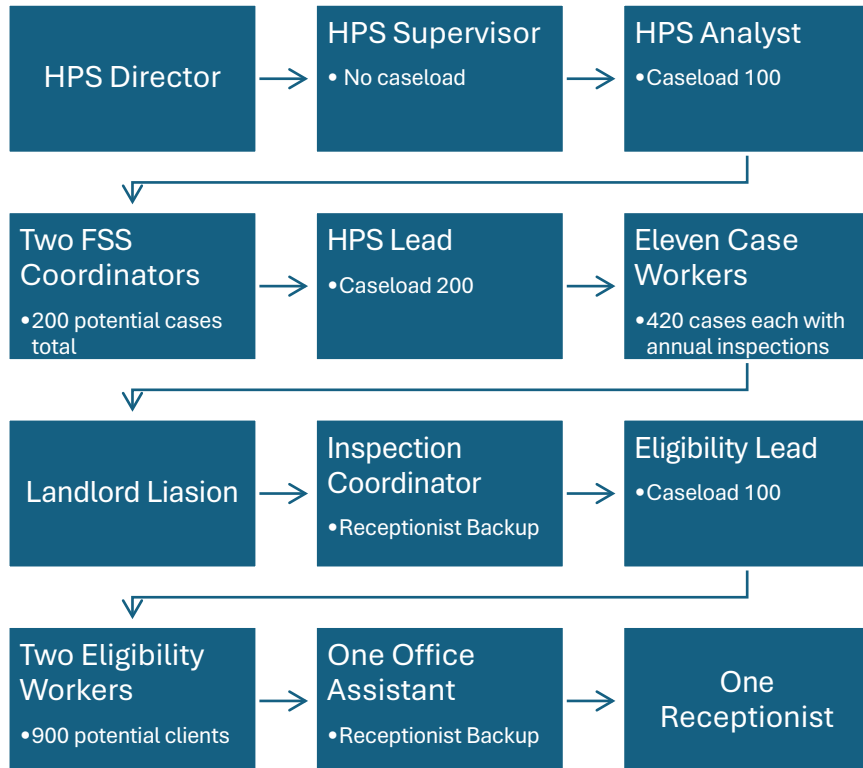 HPS Director
HPS Supervisor
•No caseload
HPS Analyst
•Caseload 100
Two FSS
Coordinators
•200 potential cases
total
HPS Lead
•Caseload 200
Eleven Case
Workers
•420 cases each with
annual inspections
Landlord Liasion
Inspection
Coordinator
•Receptionist Backup
Eligibility Lead
•Caseload 100
Two Eligibility
Workers
•900 potential clients
One Office
Assistant
•Receptionist Backup
One
Receptionist